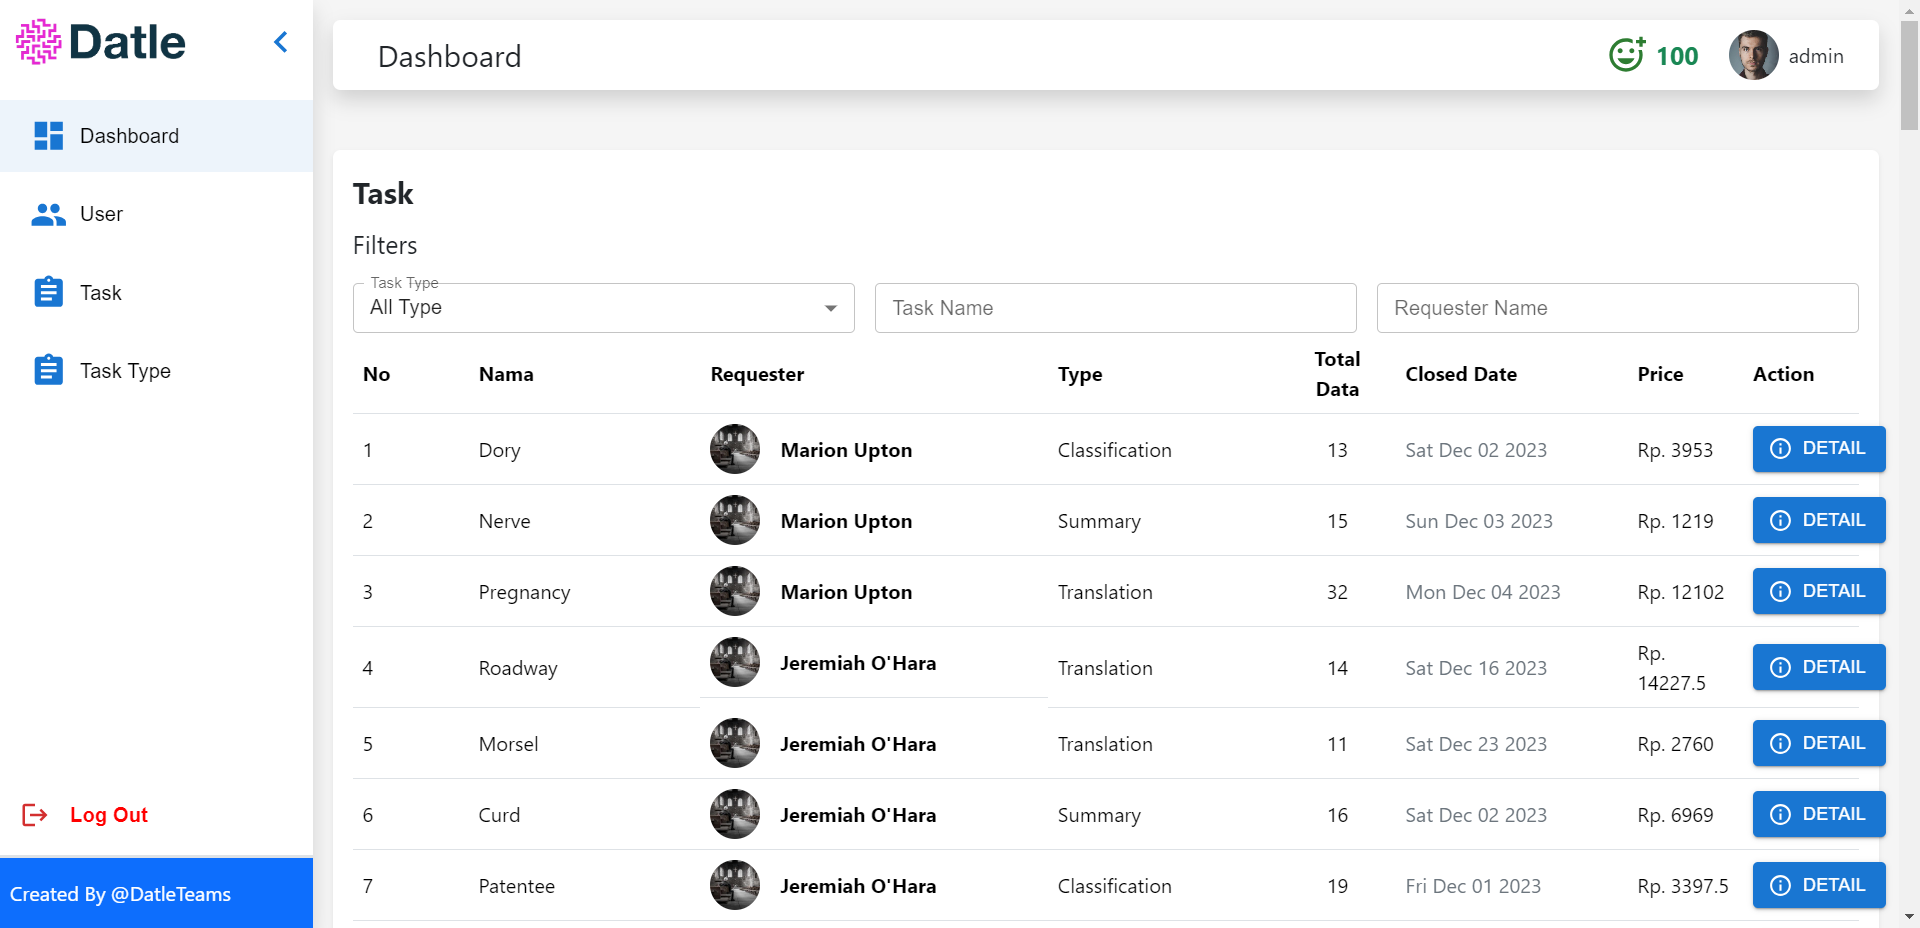 Datle
Dashboard
100
admin
Dashboard
User
Task
Task Type
Log Out
Created By @DatleTeams
Task
Filters
Task Type
All Type
Task Name
Requester Name
No Nama Requester Type Total Data Closed Date Price Action
1 Dory Marion Upton Classification 13 Sat Dec 02 2023 Rp. 3953 DETAIL
2 Nerve Marion Upton Summary 15 Sun Dec 03 2023 Rp. 1219 DETAIL
3 Pregnancy Marion Upton Translation 32 Mon Dec 04 2023 Rp. 12102 DETAIL
4 Roadway Jeremiah O'Hara Translation 14 Sat Dec 16 2023 Rp. 14227.5 DETAIL
5 Morsel Jeremiah O'Hara Translation 11 Sat Dec 23 2023 Rp. 2760 DETAIL
6 Curd Jeremiah O'Hara Summary 16 Sat Dec 02 2023 Rp. 6969 DETAIL
7 Patentee Jeremiah O'Hara Classification 19 Fri Dec 01 2023 Rp. 3397.5 DETAIL